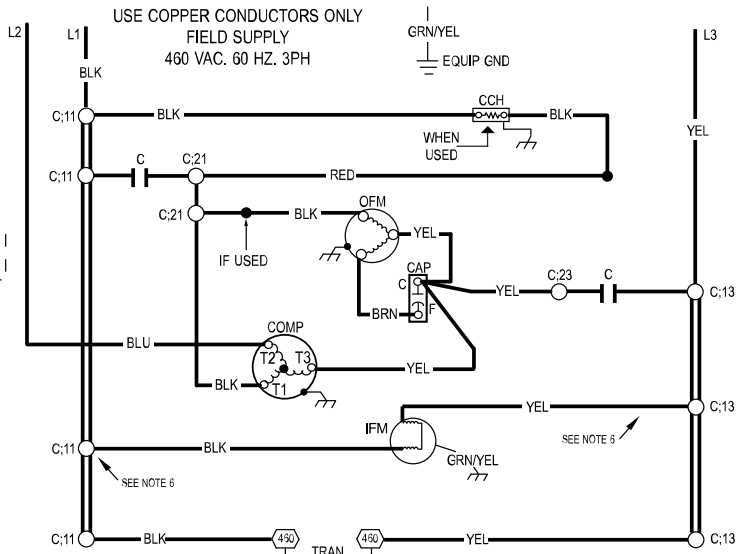 USE COPPER CONDUCTORS ONLY
FIELD SUPPLY
460 VAC. 60 HZ. 3PH
L2
L1
GRN/YEL
EQUIP GND
L3
BLK
C;11
BLK
CCH
BLK
WHEN
USED
YEL
C;11
C
C;21
RED
C;21
BLK
OFM
YEL
IF USED
CAP
C
F
YEL
C;23
C
C;13
BRN
COMP
BLU
T2
T3
T1
YEL
BLK
YEL
C;13
IFM
SEE NOTE 6
C;11
BLK
GRN/YEL
SEE NOTE 6
C;11
BLK
460
TRAN
460
YEL
C;13